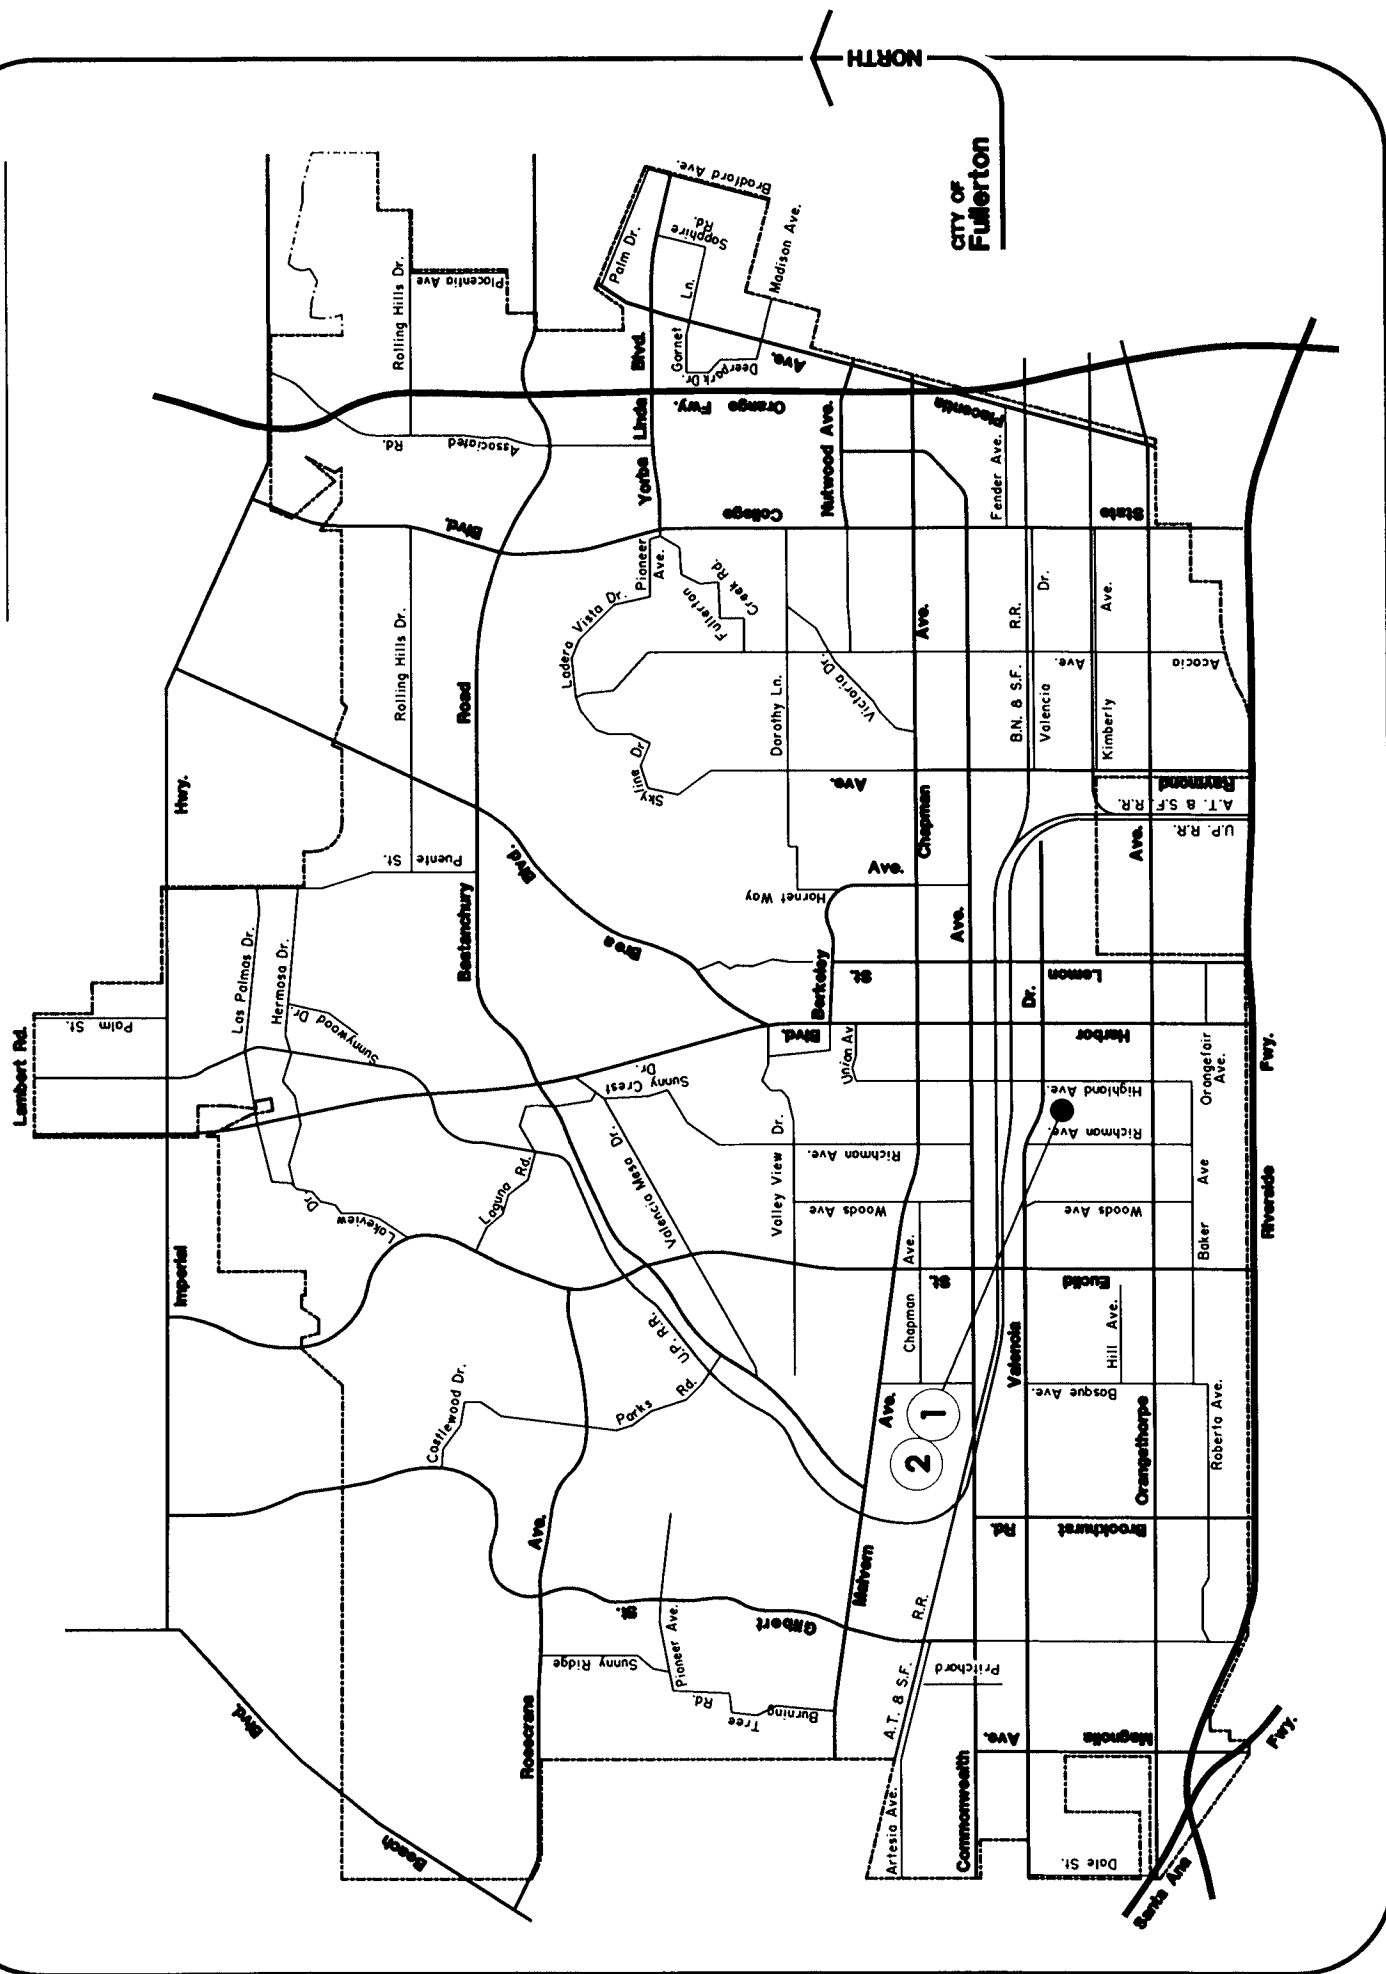 NORTH
CITY OF
Fullerton
Bradford Ave.
Palm Dr.
Sapphire
Rd.
Ln.
Garnet
Madison Ave.
Deerpark Dr.
Rolling Hills Dr.
Placentia Ave
Blvd.
Linda
Yorba
Orange Fwy.
Ave.
Placentia
Associated
Rd.
Nutwood Ave.
Fender Ave.
State
College
Blvd.
Pioneer
Ave.
Fullerton
Creek Rd.
Ladera Vista Dr.
Skyline Dr
Dorothy Ln.
Victoria Dr.
Acacia
Ave.
B.N. & S.F.
R.R.
Valencia
Dr.
Kimberly
Ave.
Rolling Hills Dr.
Road
Bastanchury
Hwy.
Imperial
Puente
St.
Blvd.
Brea
Raymond
Ave.
A.T. & S.F. R.R.
U.P. R.R.
Ave.
Chapman
Ave.
Hornet Way
Berkeley
Ave.
Ave.
Lemon
St.
Harbor
Blvd.
Dr.
Las Palmas Dr.
Hermosa Dr.
Sunnywood Dr.
Palm St.
Lambert Rd.
Sunny Crest
Dr.
Union Av
Highland Ave.
Orangefair
Ave.
Fwy.
Riverside
Richman Ave.
Richman Ave.
Valley View Dr.
Valencia Mesa Dr.
Laguna Rd.
Lakeview
Dr
Woods Ave
Woods Ave
Baker Ave
Euclid
St.
Chapman Ave.
Hill Ave.
Valencia
Basque Ave.
U.P. R.R.
Parks Rd.
Castlewood Dr.
1
2
Ave.
Malvern
Orangethorpe
Roberta Ave.
Brookhurst
Rd.
Rosecrans
Ave.
Gilbert
St.
Pioneer Ave.
Sunny Ridge
Burning
Tree
Rd.
A.T. & S.F.
R.R.
Pritchard
Magnolia
Ave.
Commonwealth
Artesia Ave.
Dale St.
Santa Ana
Fwy.
Beach
Blvd.